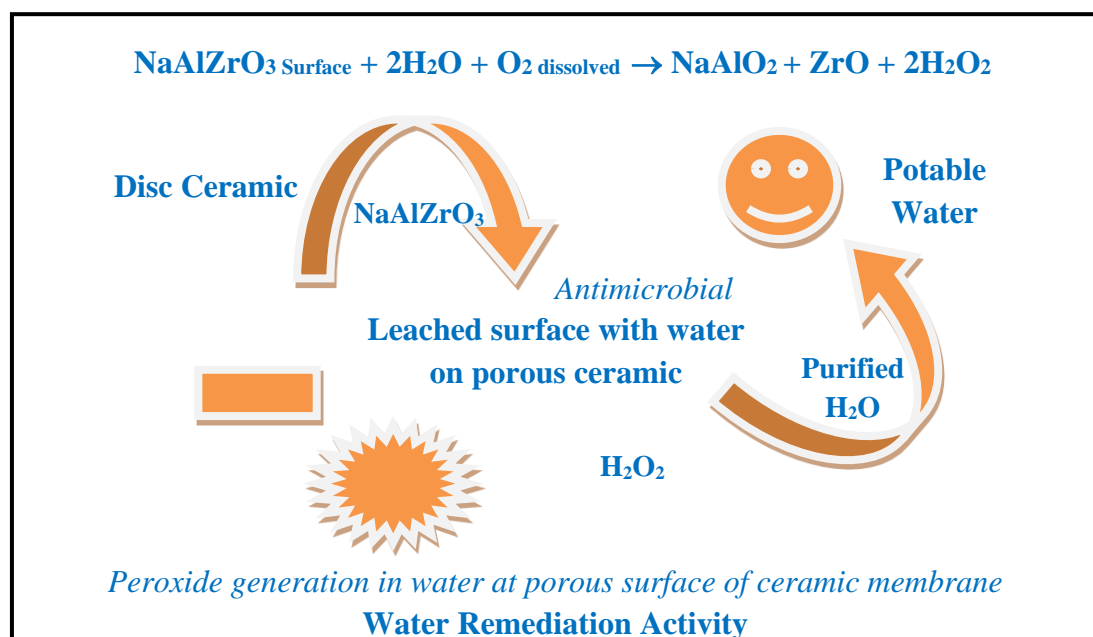 NaAlZrO₃ Surface + 2H₂O + O₂ dissolved → NaAlO₂ + ZrO + 2H₂O₂
Disc Ceramic
NaAlZrO₃
Potable
Water
Antimicrobial
Leached surface with water
on porous ceramic
Purified
H₂O
H₂O₂
Peroxide generation in water at porous surface of ceramic membrane
Water Remediation Activity